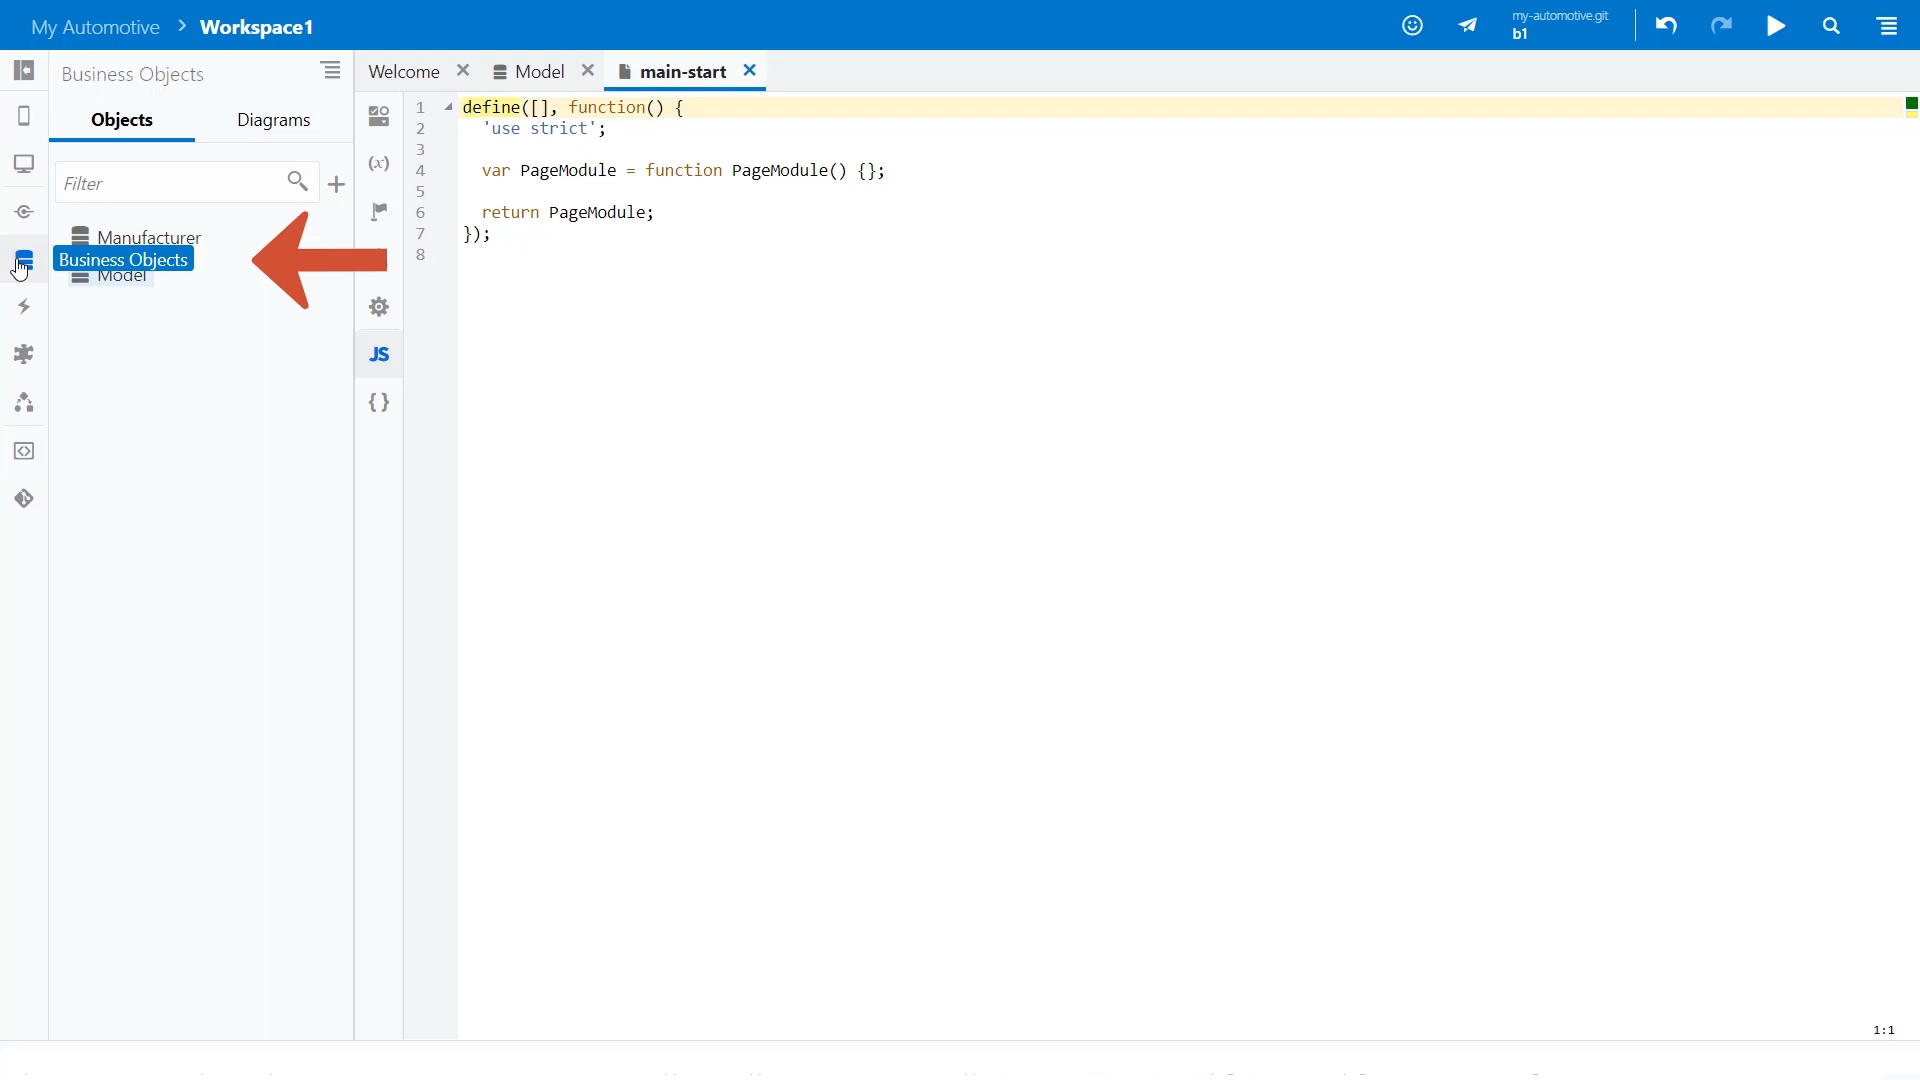 My Automotive > Workspace1
my-automotive.git
b1
Business Objects
Welcome
Model
main-start
Objects
Diagrams
Filter
Manufacturer
Business Objects
Model
(x)
JS
{ }
1 define([], function() {
2 'use strict';
3
4 var PageModule = function PageModule() {};
5
6 return PageModule;
7 });
8
1:1